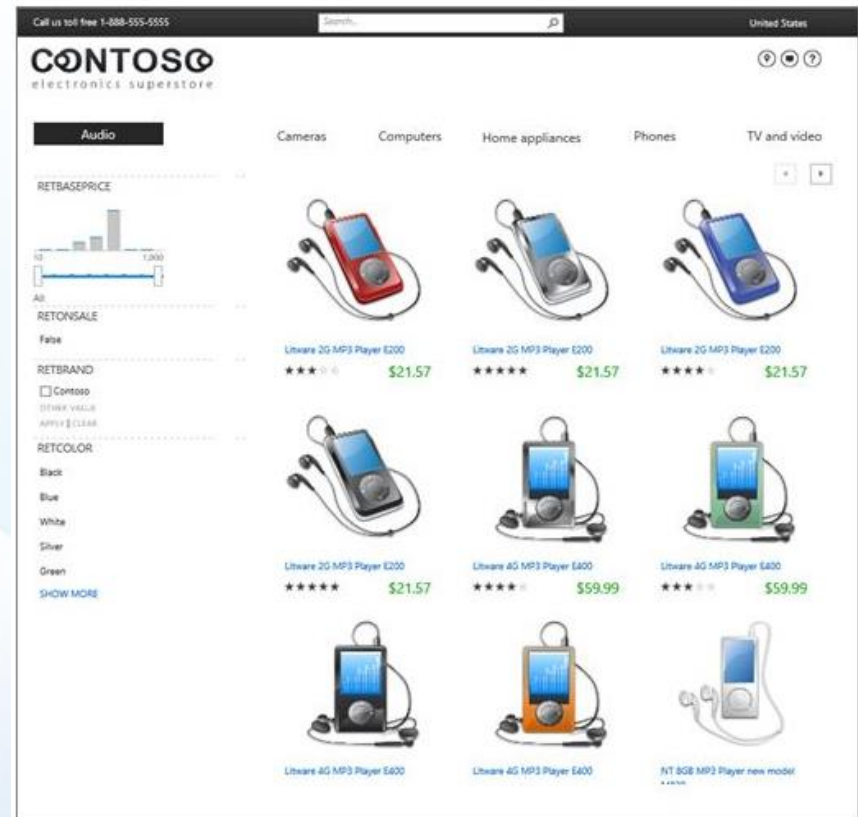 Call us toll free 1-888-555-5555
Search...
United States
CONTOSO
electronics superstore
?
Audio
Cameras
Computers
Home appliances
Phones
TV and video
RETBASEPRICE
10 1,000
All
RETONSALE
False
RETBRAND
Contoso
OTHER VALUE
APPLY | CLEAR
RETCOLOR
Black
Blue
White
Silver
Green
SHOW MORE
Litware 2G MP3 Player E200
$21.57
Litware 2G MP3 Player E200
$21.57
Litware 2G MP3 Player E200
$21.57
Litware 2G MP3 Player E200
$21.57
Litware 4G MP3 Player E400
$59.99
Litware 4G MP3 Player E400
$59.99
Litware 4G MP3 Player E400
Litware 4G MP3 Player E400
NT 8GB MP3 Player new model